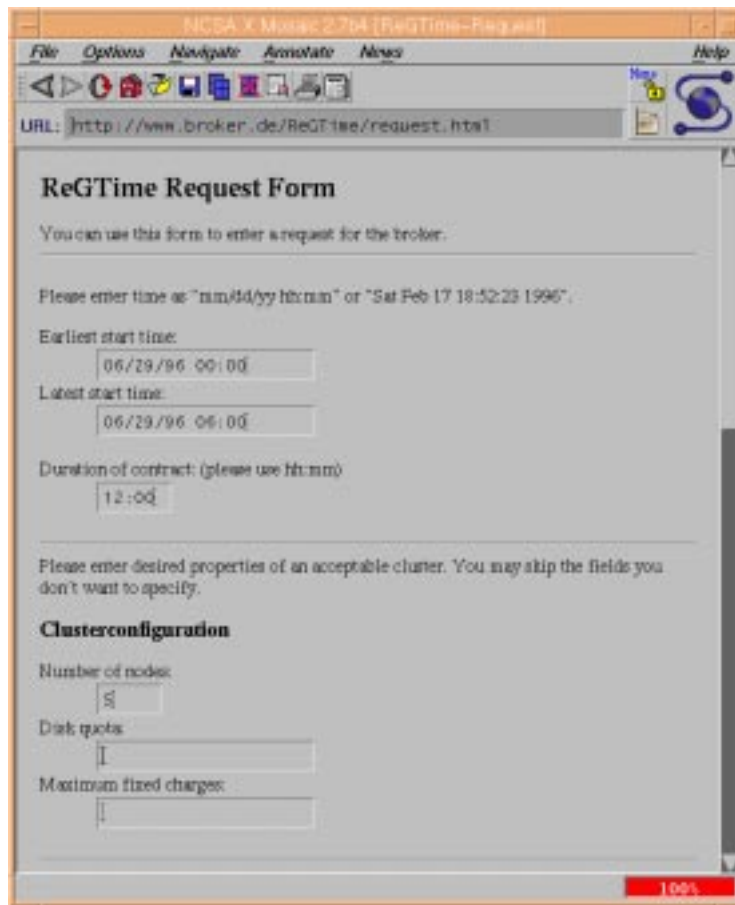 NCSA X Mosaic 2.7b4 [ReGTime-Request]
File Options Navigate Annotate News Help
URL: http://www.broker.de/ReGTime/request.html
ReGTime Request Form
You can use this form to enter a request for the broker.
Please enter time as "mm/dd/yy hh:mm" or "Sat Feb 17 18:52:23 1996".
Earliest start time:
06/29/96 00:00
Latest start time:
06/29/96 06:00
Duration of contract: (please use hh:mm)
12:00
Please enter desired properties of an acceptable cluster. You may skip the fields you
don't want to specify.
Clusterconfiguration
Number of nodes:
Disk quota:
Maximum fixed charges:
100%